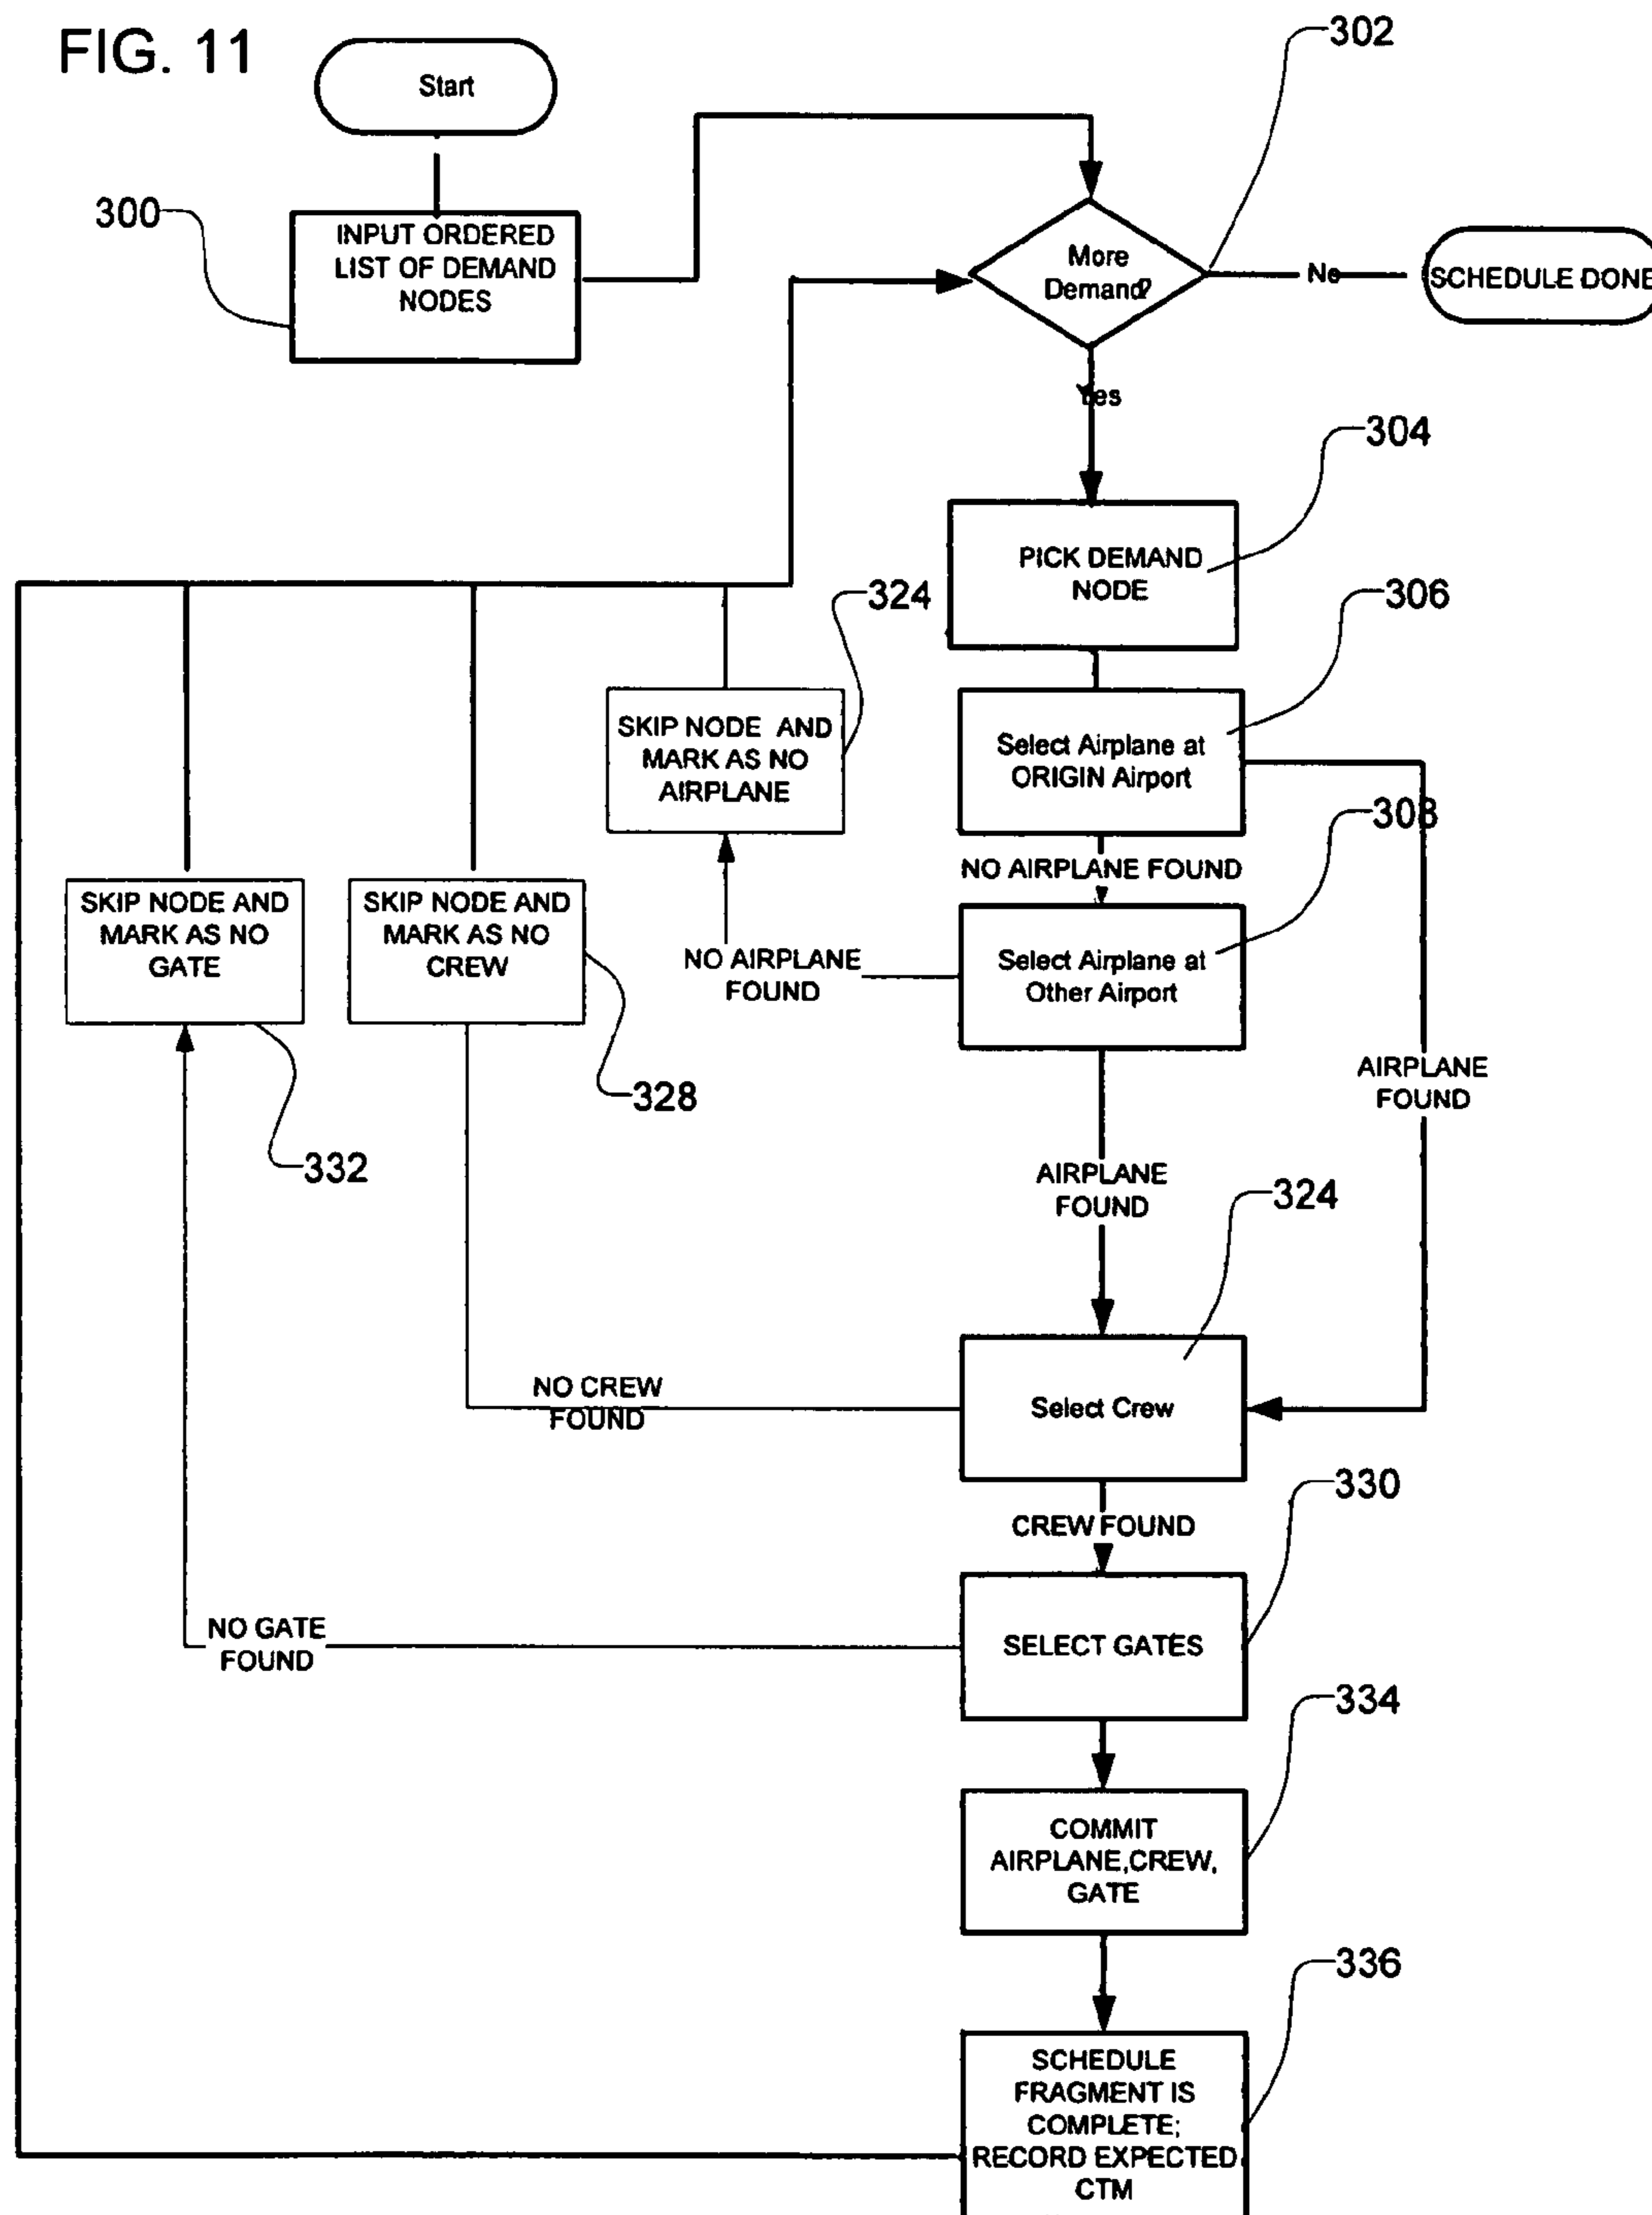 FIG. 11
Start
302
300
INPUT ORDERED
LIST OF DEMAND
NODES
More
Demand?
No
SCHEDULE DONE
Yes
304
PICK DEMAND
NODE
306
324
SKIP NODE AND
MARK AS NO
AIRPLANE
Select Airplane at
ORIGIN Airport
308
NO AIRPLANE FOUND
SKIP NODE AND
MARK AS NO
GATE
SKIP NODE AND
MARK AS NO
CREW
NO AIRPLANE
FOUND
Select Airplane at
Other Airport
AIRPLANE
FOUND
328
332
AIRPLANE
FOUND
324
NO CREW
FOUND
Select Crew
330
CREW FOUND
NO GATE
FOUND
SELECT GATES
334
COMMIT
AIRPLANE,CREW,
GATE
336
SCHEDULE
FRAGMENT IS
COMPLETE;
RECORD EXPECTED
CTM